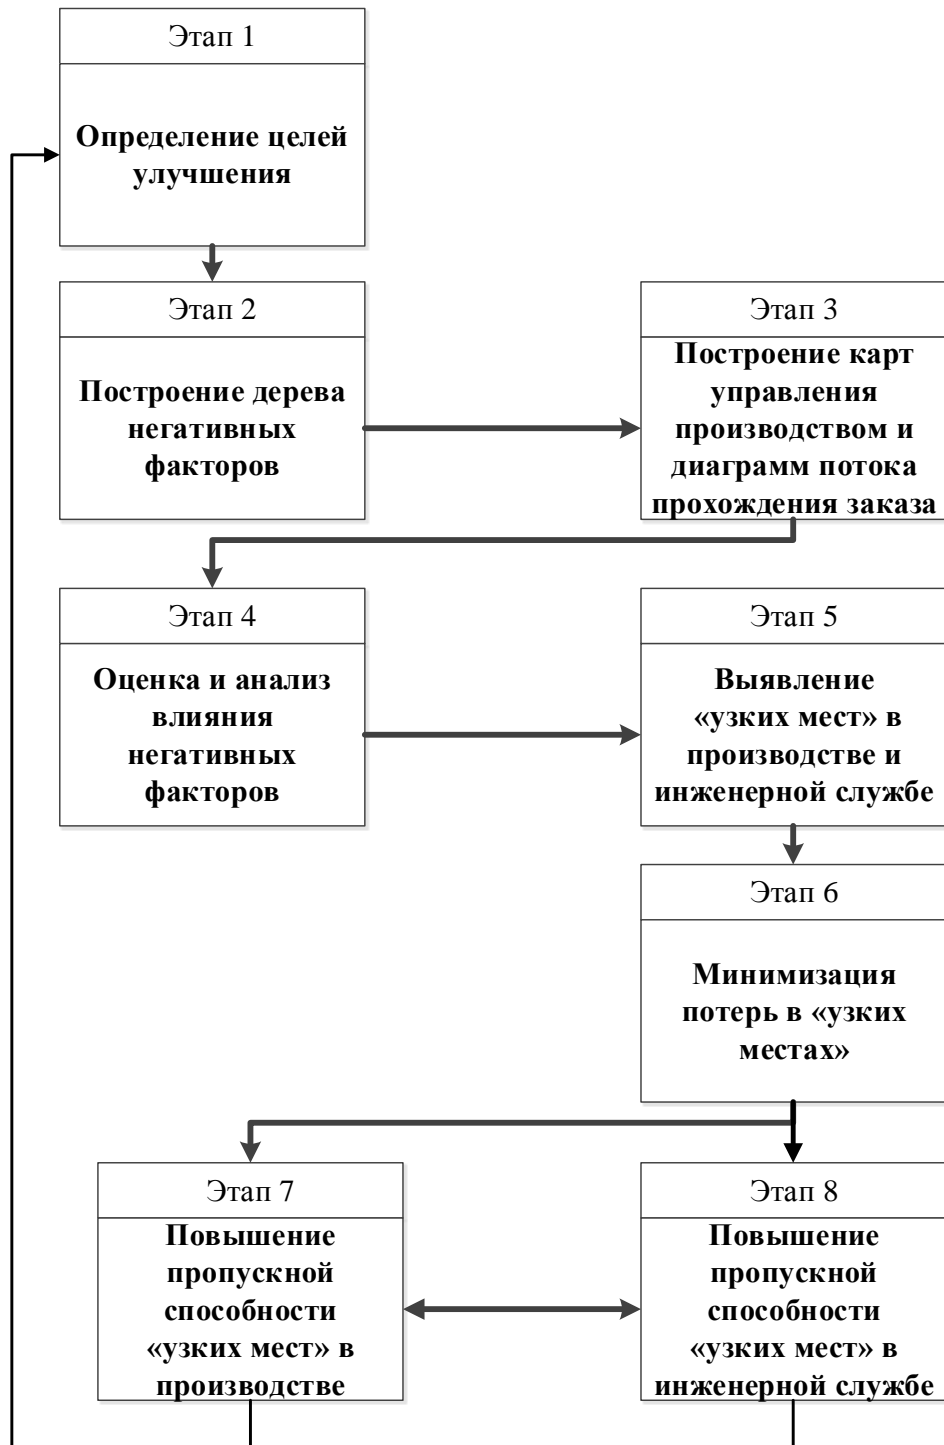 Этап 1
Определение целей
улучшения
Этап 2
Построение дерева
негативных
факторов
Этап 3
Построение карт
управления
производством и
диаграмм потока
прохождения заказа
Этап 4
Оценка и анализ
влияния
негативных
факторов
Этап 5
Выявление
«узких мест» в
производстве и
инженерной службе
Этап 6
Минимизация
потерь в «узких
местах»
Этап 7
Повышение
пропускной
способности
«узких мест» в
производстве
Этап 8
Повышение
пропускной
способности
«узких мест» в
инженерной службе